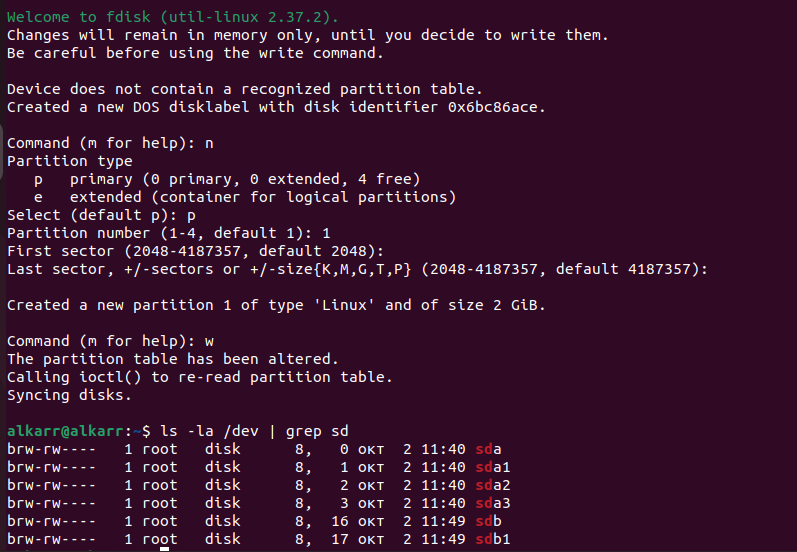 Welcome to fdisk (util-linux 2.37.2).
Changes will remain in memory only, until you decide to write them.
Be careful before using the write command.

Device does not contain a recognized partition table.
Created a new DOS disklabel with disk identifier 0x6bc86ace.

Command (m for help): n
Partition type
   p   primary (0 primary, 0 extended, 4 free)
   e   extended (container for logical partitions)
Select (default p): p
Partition number (1-4, default 1): 1
First sector (2048-4187357, default 2048):
Last sector, +/-sectors or +/-size{K,M,G,T,P} (2048-4187357, default 4187357):

Created a new partition 1 of type 'Linux' and of size 2 GiB.

Command (m for help): w
The partition table has been altered.
Calling ioctl() to re-read partition table.
Syncing disks.

alkarr@alkarr:~$ ls -la /dev | grep sd
brw-rw----   1 root   disk      8,   0 окт  2 11:40 sda
brw-rw----   1 root   disk      8,   1 окт  2 11:40 sda1
brw-rw----   1 root   disk      8,   2 окт  2 11:40 sda2
brw-rw----   1 root   disk      8,   3 окт  2 11:40 sda3
brw-rw----   1 root   disk      8,  16 окт  2 11:49 sdb
brw-rw----   1 root   disk      8,  17 окт  2 11:49 sdb1